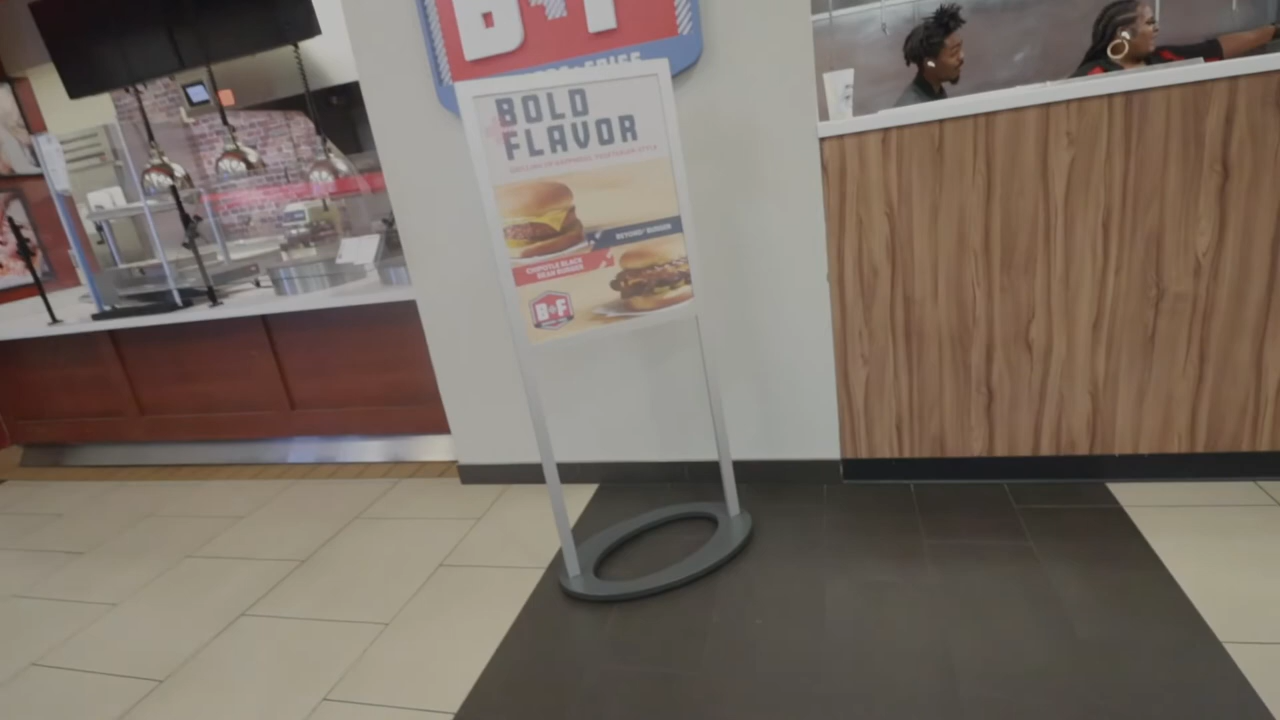 B+F
BOLD
FLAVOR
BEYOND® BURGER
CHIPOTLE BLACK
BEAN BURGER
B+F